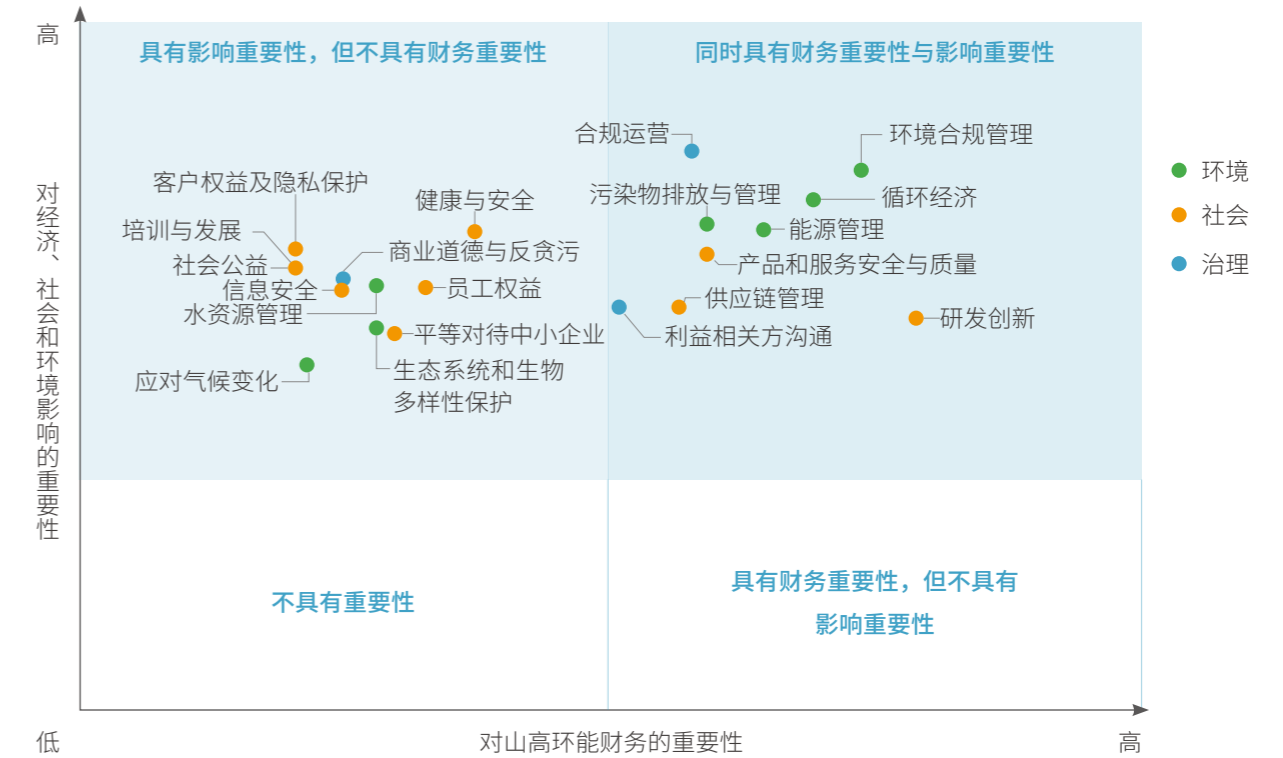 高
具有影响重要性，但不具有财务重要性
同时具有财务重要性与影响重要性
合规运营
环境合规管理
环境
客户权益及隐私保护
污染物排放与管理
循环经济
健康与安全
社会
培训与发展
能源管理
商业道德与反贪污
社会公益
产品和服务安全与质量
治理
信息安全
员工权益
水资源管理
供应链管理
研发创新
平等对待中小企业
利益相关方沟通
应对气候变化
生态系统和生物
多样性保护
对经济、社会和环境影响的重要性
不具有重要性
具有财务重要性，但不具有
影响重要性
低
对山高环能财务的重要性
高